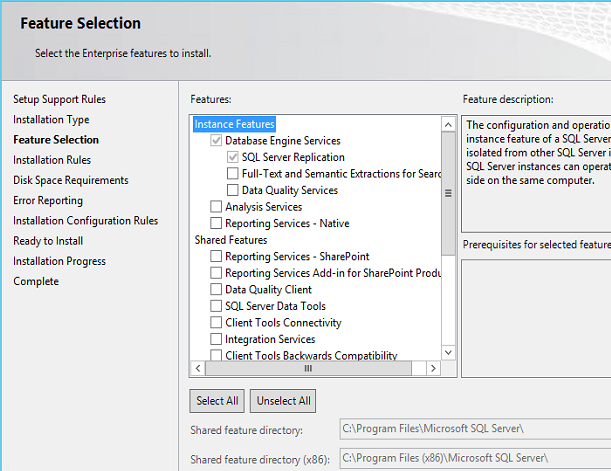 Feature Selection
Select the Enterprise features to install.
Setup Support Rules
Installation Type
Feature Selection
Installation Rules
Disk Space Requirements
Error Reporting
Installation Configuration Rules
Ready to Install
Installation Progress
Complete
Features:
Instance Features
Database Engine Services
SQL Server Replication
Full-Text and Semantic Extractions for Searc
Data Quality Services
Analysis Services
Reporting Services - Native
Shared Features
Reporting Services - SharePoint
Reporting Services Add-in for SharePoint Produ
Data Quality Client
SQL Server Data Tools
Client Tools Connectivity
Integration Services
Client Tools Backwards Compatibility
Select All
Unselect All
Feature description:
The configuration and operatio
instance feature of a SQL Server
isolated from other SQL Server i
SQL Server instances can operat
side on the same computer.
Prerequisites for selected feature
Shared feature directory:
C:\Program Files\Microsoft SQL Server\
Shared feature directory (x86):
C:\Program Files (x86)\Microsoft SQL Server\